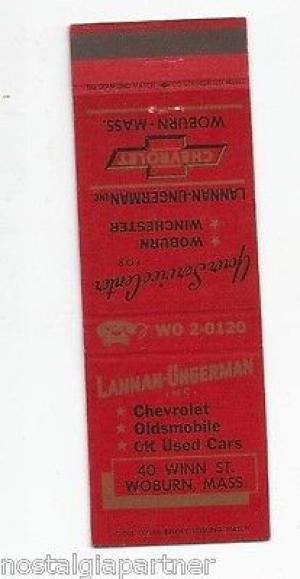 Your Service Center
FOR
WOBURN
★ WINCHESTER
LANNAN-UNGERMAN INC.
CHEVROLET
WOBURN - MASS.
WO 2-0120
LANNAN-UNGERMAN
INC.
★ Chevrolet
★ Oldsmobile
★ OK Used Cars
40 WINN ST.
WOBURN, MASS
nostalgiapartner